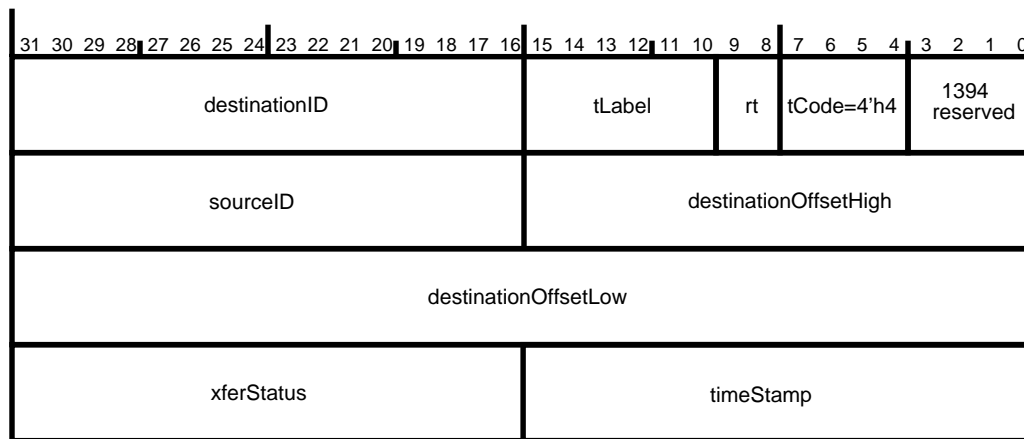 31 30 29 28 27 26 25 24 23 22 21 20 19 18 17 16 15 14 13 12 11 10 9 8 7 6 5 4 3 2 1 0
destinationID tLabel rt tCode=4'h4 1394
reserved
sourceID destinationOffsetHigh
destinationOffsetLow
xferStatus timeStamp